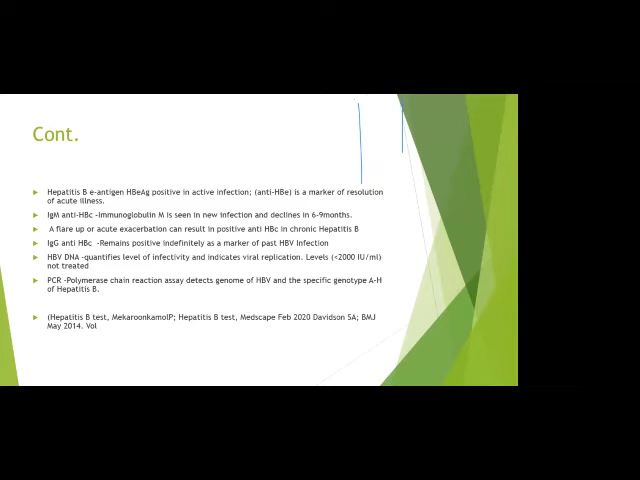 Cont.
Hepatitis B e-antigen HBeAg positive in active infection; (anti-HBe) is a marker of resolution
of acute illness.
IgM anti-HBc -Immunoglobulin M is seen in new infection and declines in 6-9months.
A flare up or acute exacerbation can result in positive anti HBc in chronic Hepatitis B
IgG anti HBc -Remains positive indefinitely as a marker of past HBV Infection
HBV DNA -quantifies level of infectivity and indicates viral replication. Levels (<2000 IU/ml)
not treated
PCR -Polymerase chain reaction assay detects genome of HBV and the specific genotype A-H
of Hepatitis B.
(Hepatitis B test, MekaroonkamolP; Hepatitis B test, Medscape Feb 2020 Davidson SA; BMJ
May 2014. Vol